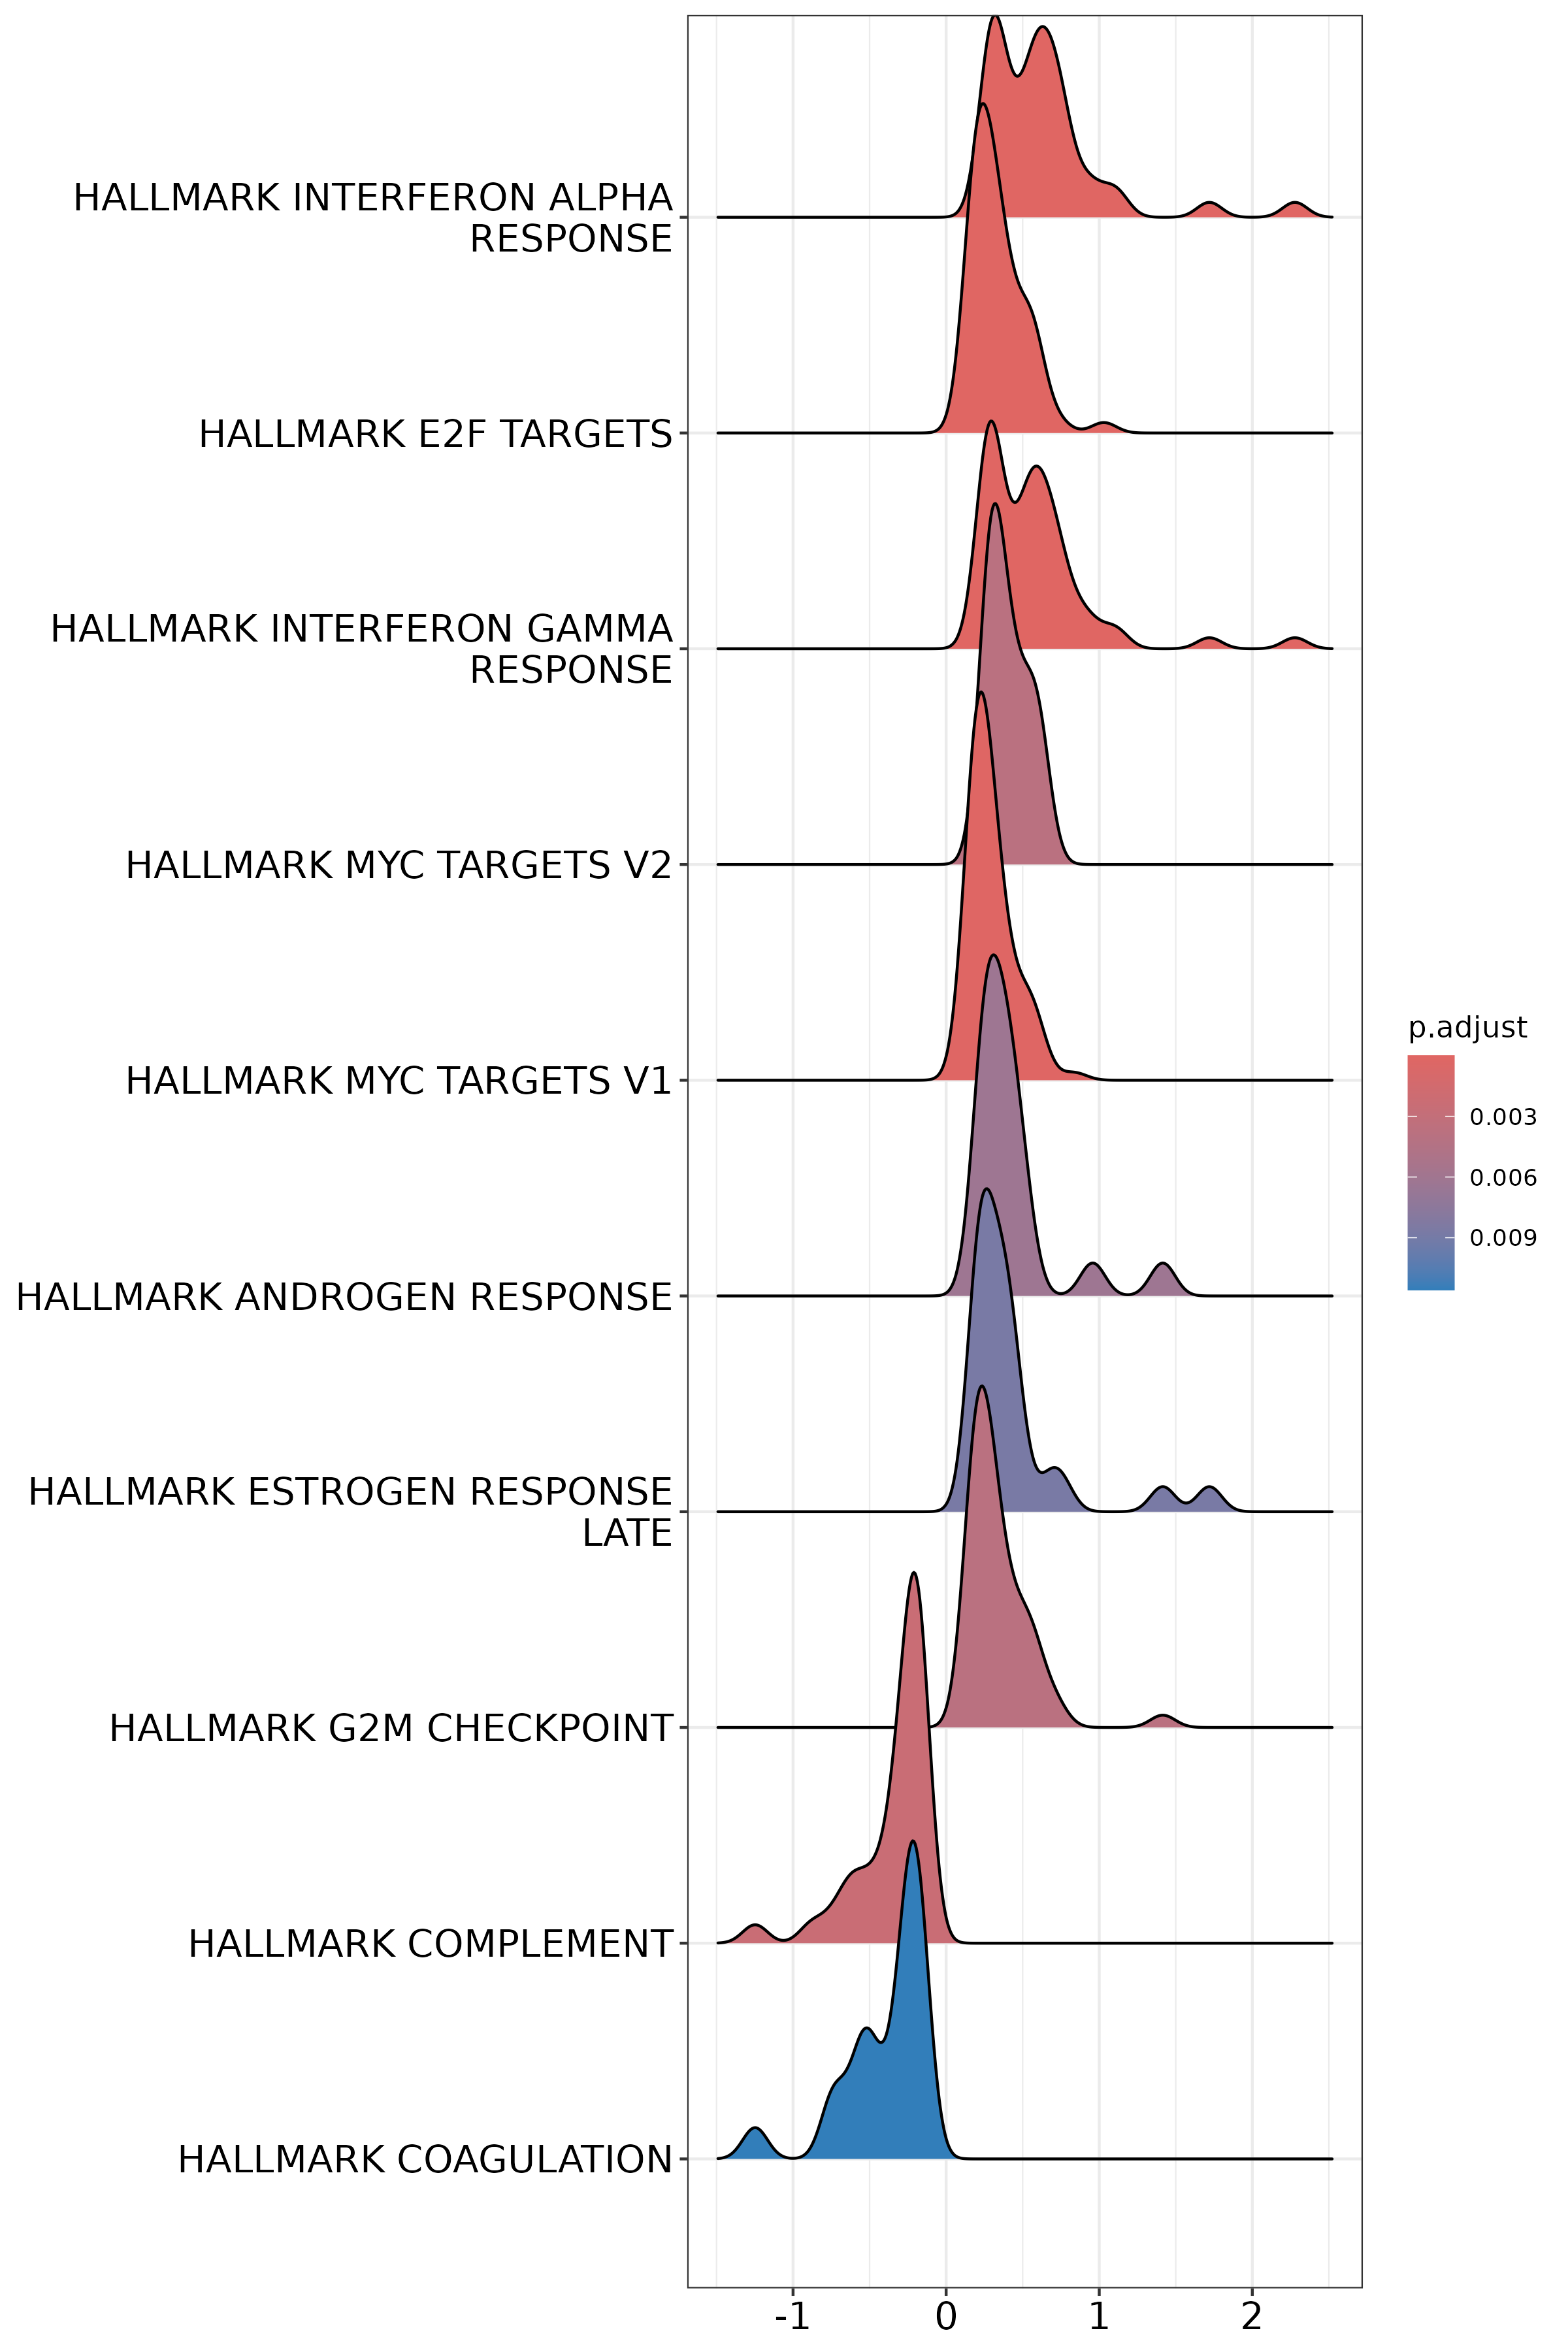 HALLMARK INTERFERON ALPHA
RESPONSE
HALLMARK E2F TARGETS
HALLMARK INTERFERON GAMMA
RESPONSE
HALLMARK MYC TARGETS V2
HALLMARK MYC TARGETS V1
HALLMARK ANDROGEN RESPONSE
HALLMARK ESTROGEN RESPONSE
LATE
HALLMARK G2M CHECKPOINT
HALLMARK COMPLEMENT
HALLMARK COAGULATION
-1 0 1 2
p.adjust
0.003
0.006
0.009